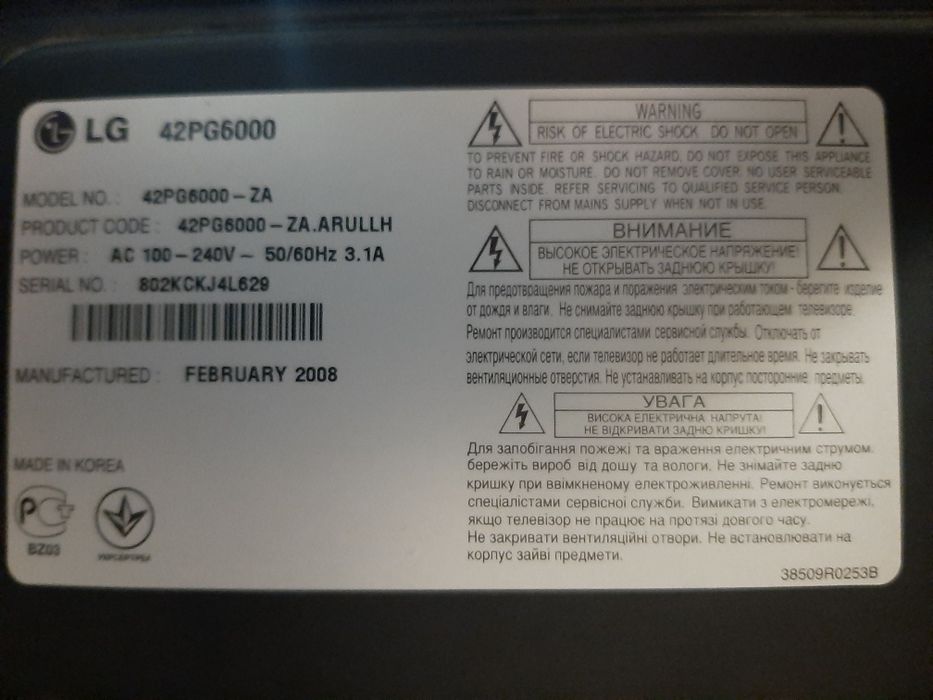 LG 42PG6000
MODEL NO. : 42PG6000-ZA
PRODUCT CODE : 42PG6000-ZA.ARULLH
POWER : AC 100-240V ~ 50/60Hz 3.1A
SERIAL NO. : 802KCKJ4L629
MANUFACTURED : FEBRUARY 2008
MADE IN KOREA
РСт
BZ03
УКРСЕПРО
WARNING
RISK OF ELECTRIC SHOCK DO NOT OPEN
TO PREVENT FIRE OR SHOCK HAZARD, DO NOT EXPOSE THIS APPLIANCE
TO RAIN OR MOISTURE. DO NOT REMOVE COVER. NO USER SERVICEABLE
PARTS INSIDE. REFER SERVICING TO QUALIFIED SERVICE PERSON.
DISCONNECT FROM MAINS SUPPLY WHEN NOT IN USE.
ВНИМАНИЕ
ВЫСОКОЕ ЭЛЕКТРИЧЕСКОЕ НАПРЯЖЕНИЕ!
НЕ ОТКРЫВАТЬ ЗАДНЮЮ КРЫШКУ!
Для предотвращения пожара и поражения электрическим током - берегите изделие
от дождя и влаги. Не снимайте заднюю крышку при работающем телевизоре.
Ремонт производится специалистами сервисной службы. Отключать от
электрической сети, если телевизор не работает длительное время. Не закрывать
вентиляционные отверстия. Не устанавливать на корпус посторонние предметы.
УВАГА
ВИСОКА ЕЛЕКТРИЧНА НАПРУГА!
НЕ ВІДКРИВАТИ ЗАДНЮ КРИШКУ!
Для запобігання пожежі та враження електричним струмом.
бережіть вироб від дошу та вологи. Не знімайте задню
кришку при ввімкненому електроживленні. Ремонт виконується
спеціалістами сервісної служби. Вимикати з електромережі,
якщо телевізор не працює на протязі довгого часу.
Не закривати вентиляційні отвори. Не встановлювати на
корпус зайві предмети.
38509R0253B